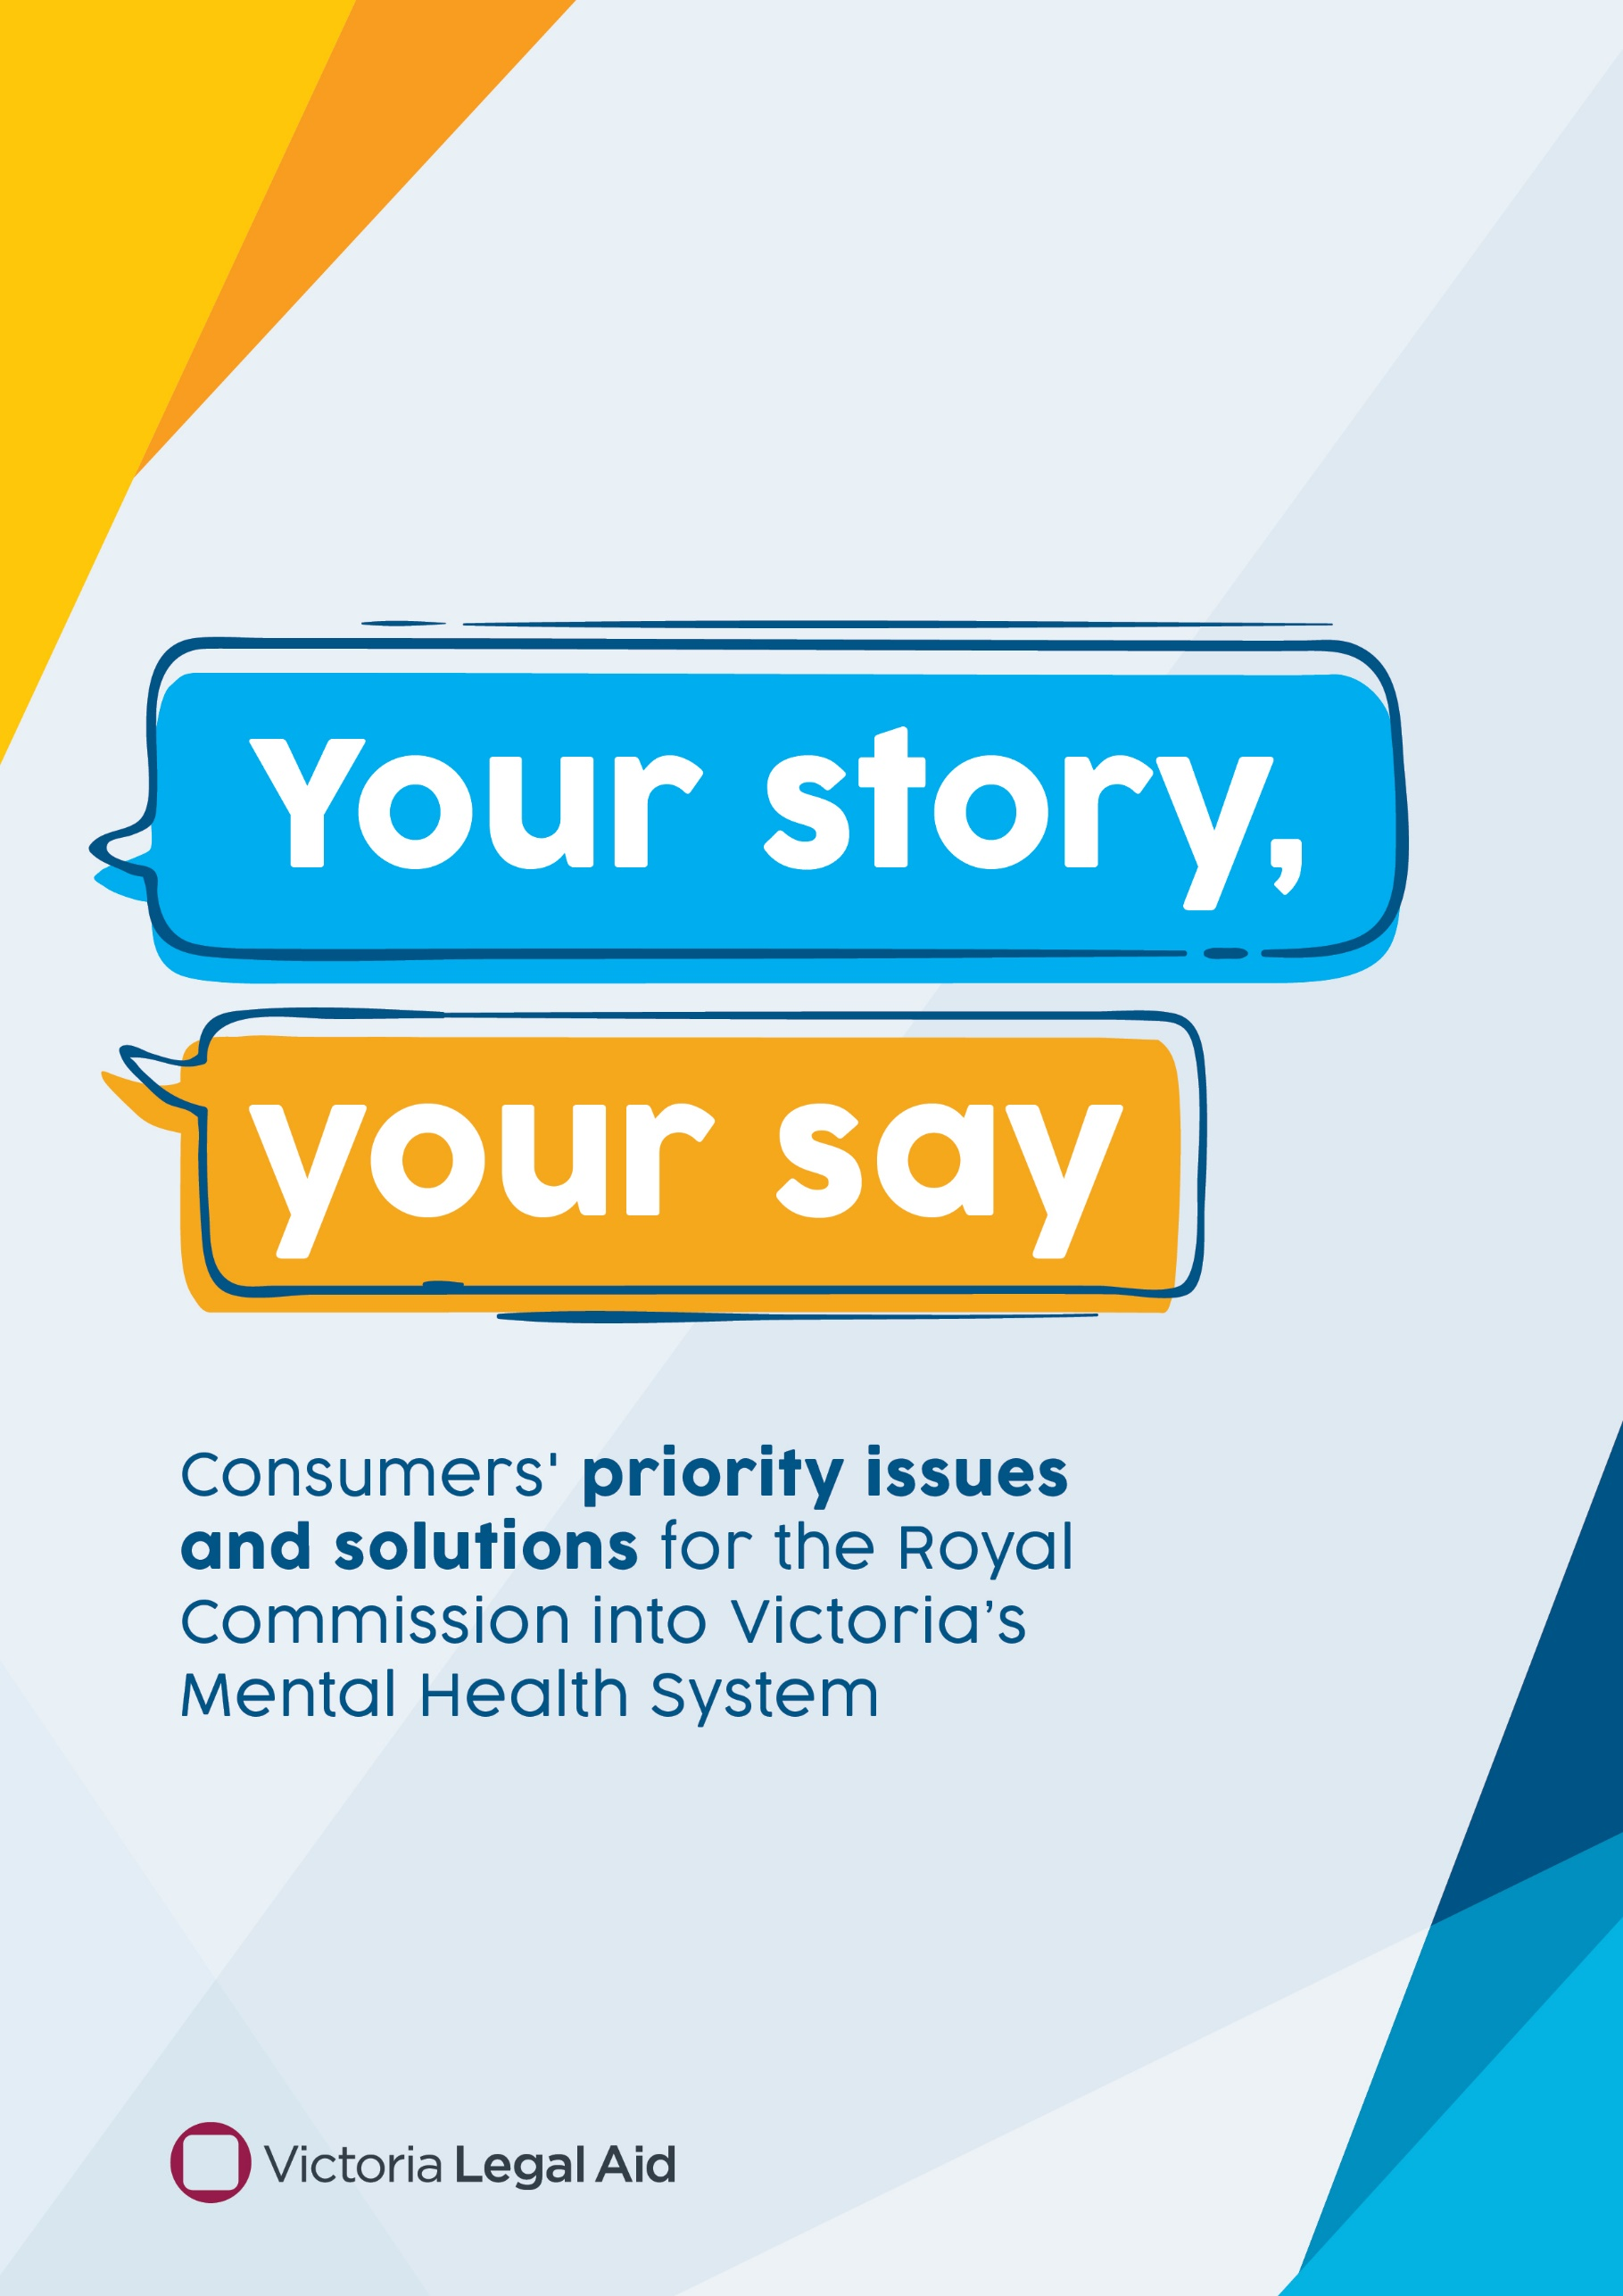 Your story,
your say
Consumers' priority issues
and solutions for the Royal
Commission into Victoria’s
Mental Health System
Victoria Legal Aid